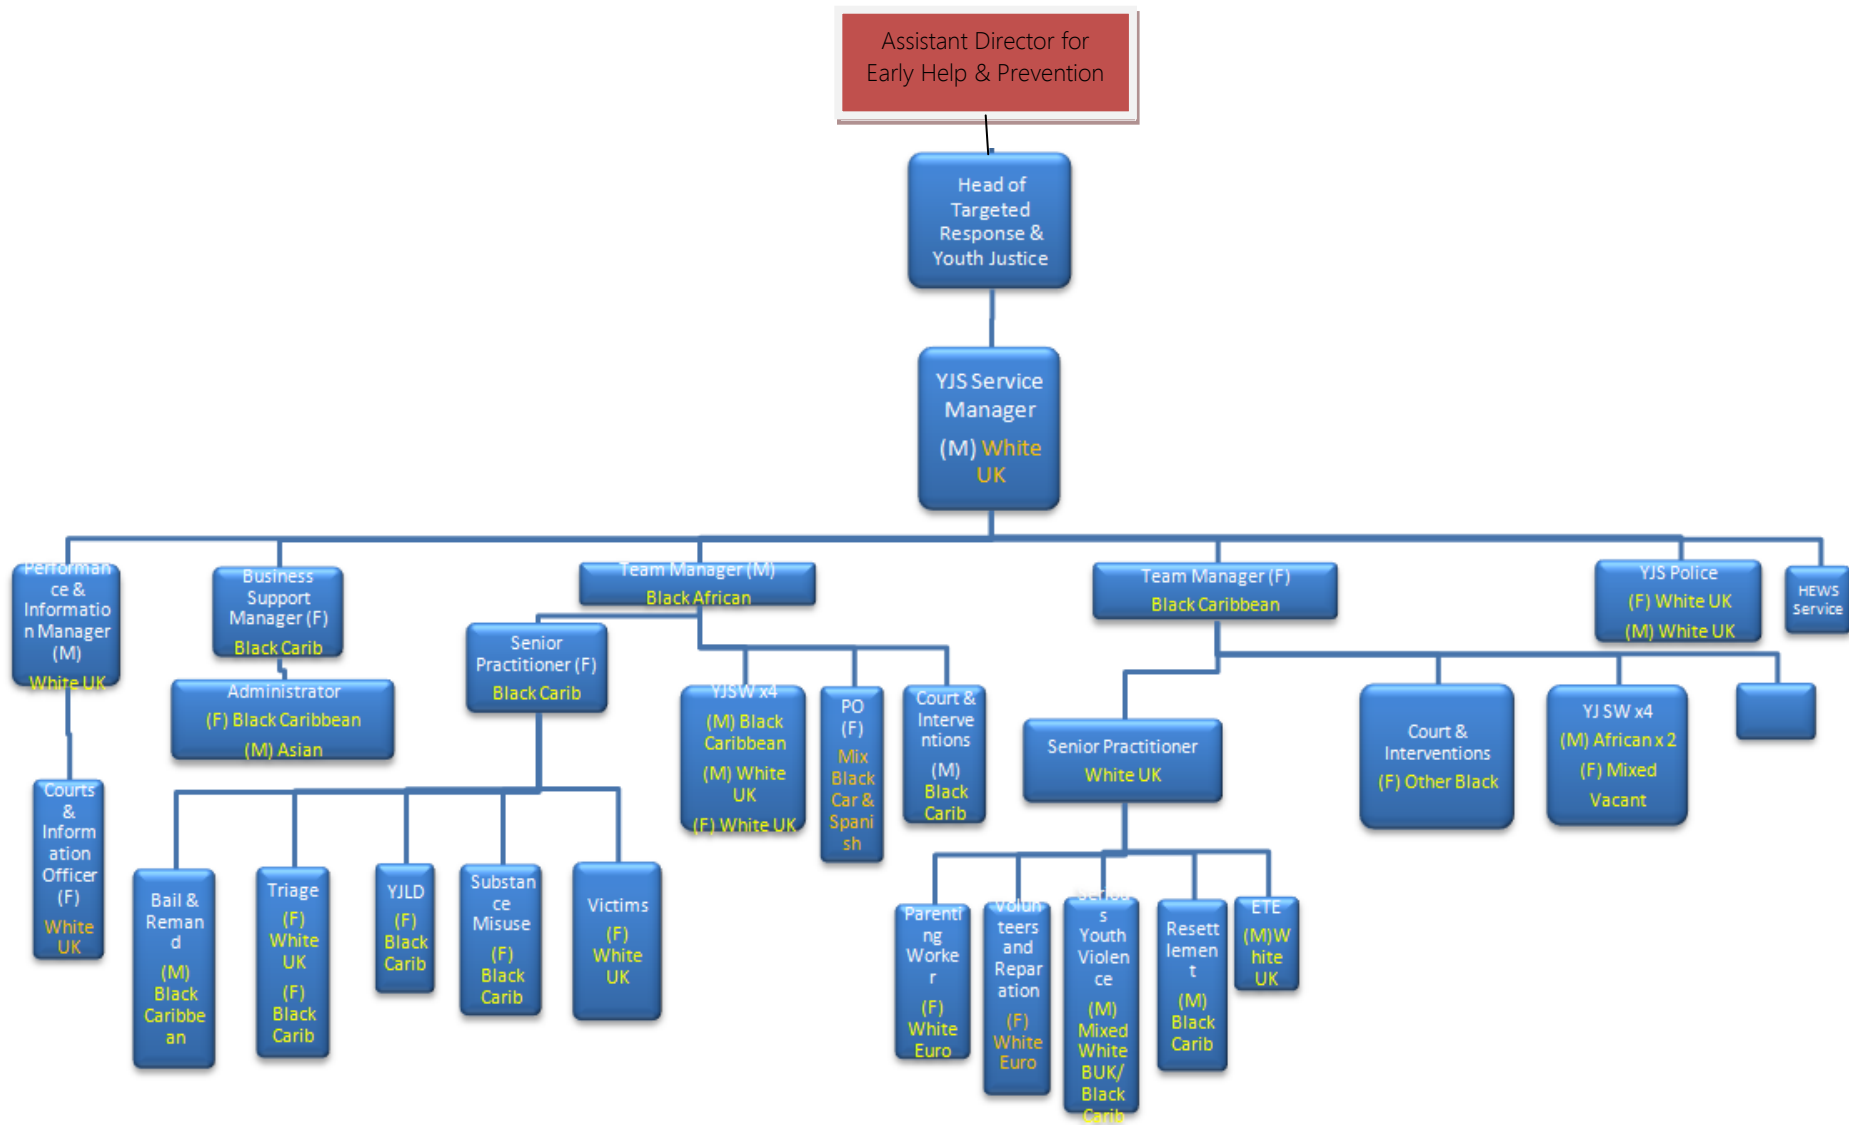 Assistant Director for
Early Help & Prevention
Head of
Targeted
Response &
Youth Justice
YJS Service
Manager
(M) White
UK
Performan
ce &
Informatio
n Manager
(M)
White UK
Business
Support
Manager (F)
Black Carib
Team Manager (M)
Black African
Team Manager (F)
Black Caribbean
YJS Police
(F) White UK
(M) White UK
HEWS
Service
Administrator
(F) Black Caribbean
(M) Asian
Senior
Practitioner (F)
Black Carib
YJSW x4
(M) Black
Caribbean
(M) White
UK
(F) White UK
PO
(F)
Mix
Black
Car &
Spani
sh
Court &
Interve
ntions
(M)
Black
Carib
Senior Practitioner
White UK
Court &
Interventions
(F) Other Black
YJ SW x4
(M) African x 2
(F) Mixed
Vacant
Courts
&
Inform
ation
Officer
(F)
White
UK
Bail &
Reman
d
(M)
Black
Caribbe
an
Triage
(F)
White
UK
(F)
Black
Carib
YJLD
(F)
Black
Carib
Substan
ce
Misuse
(F)
Black
Carib
Victims
(F)
White
UK
Parenti
ng
Worke
r
(F)
White
Euro
Volun
teers
and
Repar
ation
(F)
White
Euro
Seriou
s
Youth
Violen
ce
(M)
Mixed
White
BUK/
Black
Carib
Resett
lemen
t
(M)
Black
Carib
ETE
(M)W
hite
UK